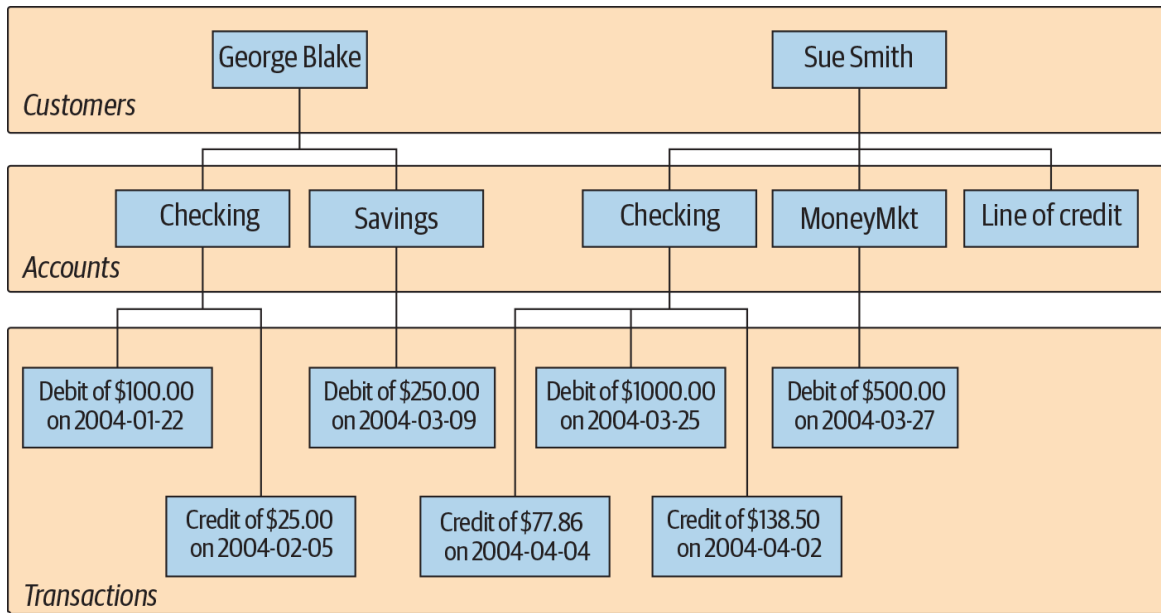 George Blake
Sue Smith
Customers
Checking
Savings
Checking
MoneyMkt
Line of credit
Accounts
Debit of $100.00
on 2004-01-22
Debit of $250.00
on 2004-03-09
Debit of $1000.00
on 2004-03-25
Debit of $500.00
on 2004-03-27
Credit of $25.00
on 2004-02-05
Credit of $77.86
on 2004-04-04
Credit of $138.50
on 2004-04-02
Transactions